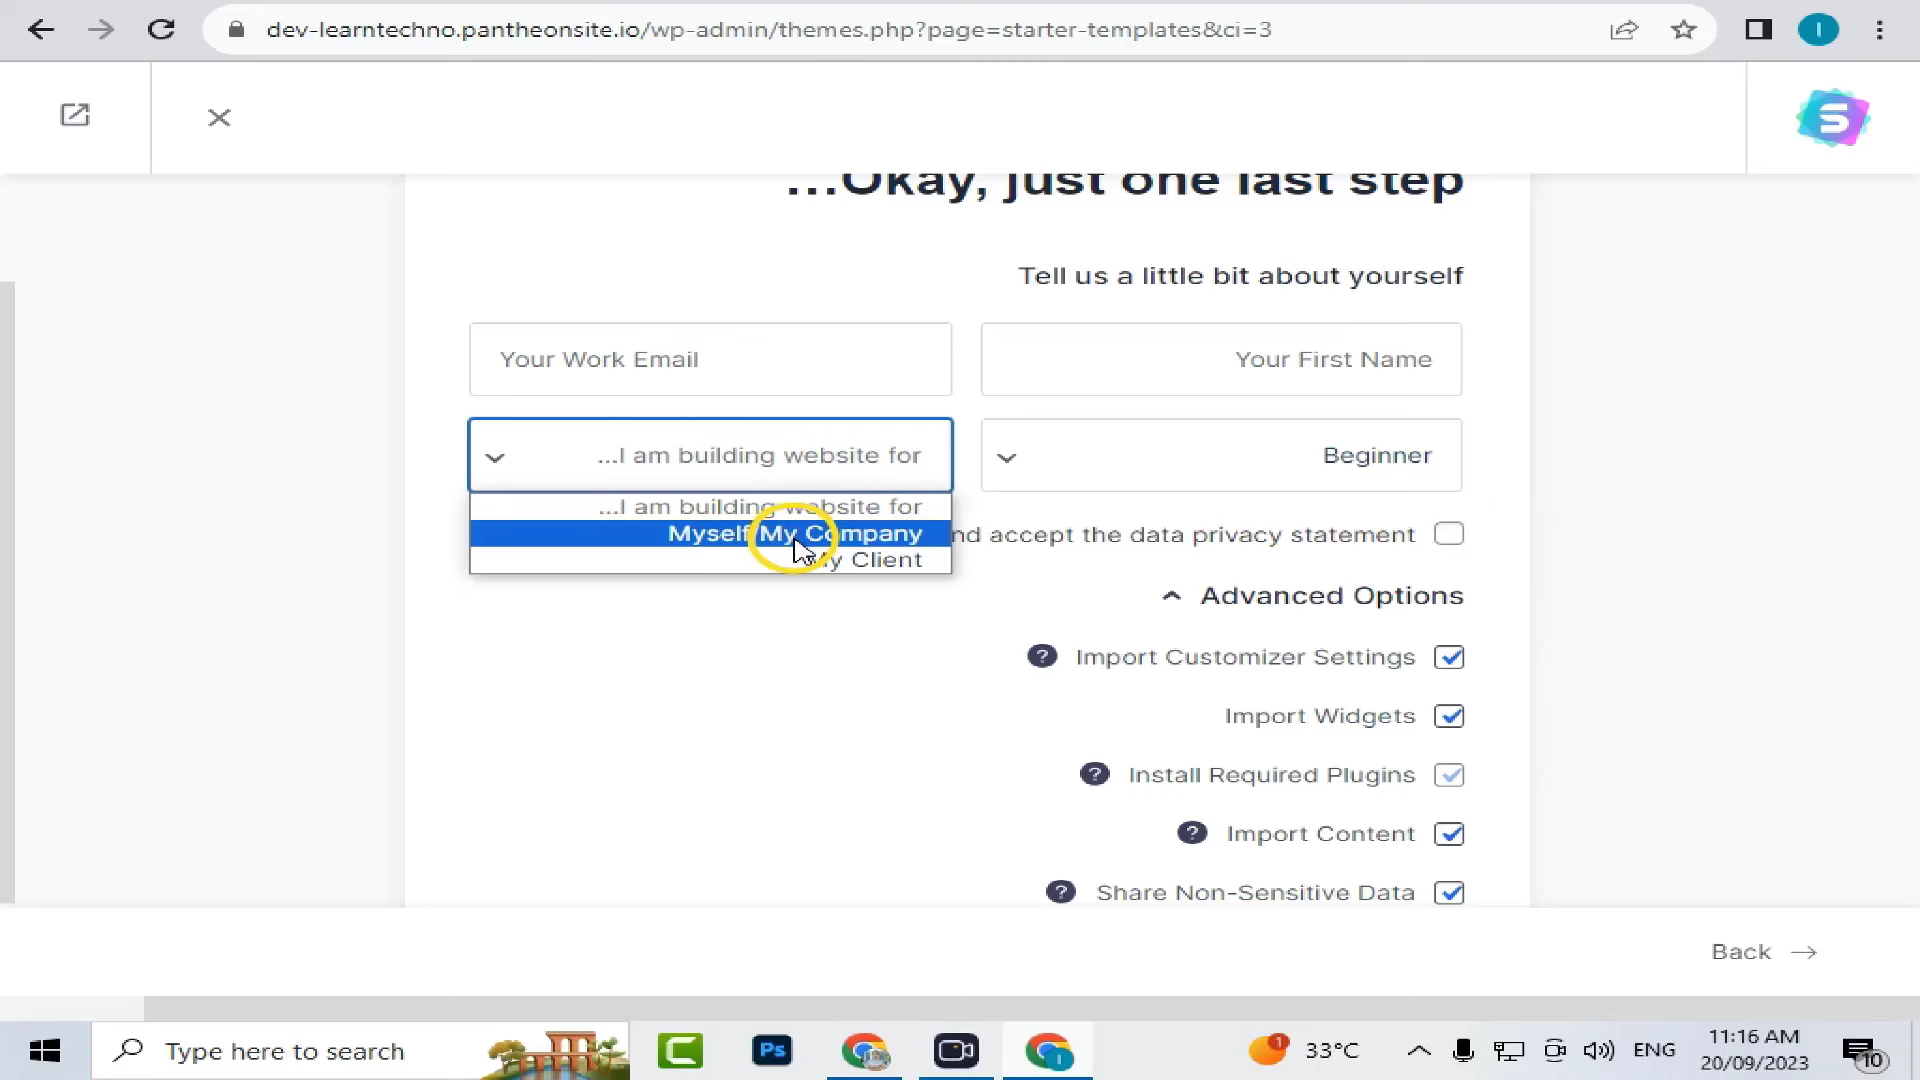 dev-learntechno.pantheonsite.io/wp-admin/themes.php?page=starter-templates&ci=3
I
S
...Okay, just one last step
Tell us a little bit about yourself
Your Work Email
Your First Name
...I am building website for
Beginner
...I am building website for
Myself/My Company
My Client
accept the data privacy statement
Advanced Options
? Import Customizer Settings
Import Widgets
? Install Required Plugins
? Import Content
? Share Non-Sensitive Data
Back →
Type here to search
Ps
I
1
33°C
ENG
11:16 AM
20/09/2023
10